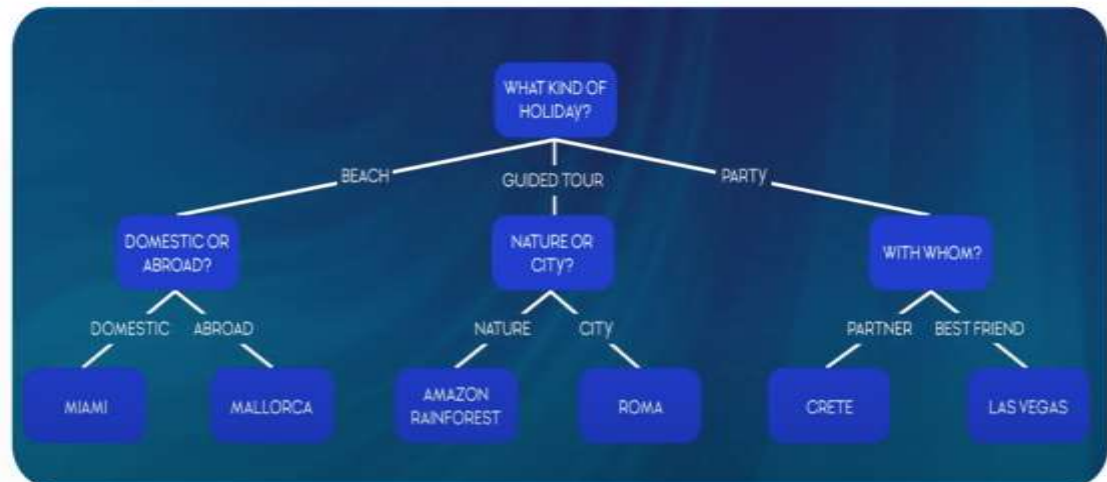 WHAT KIND OF
HOLIDAY?
BEACH
GUIDED TOUR
PARTY
DOMESTIC OR
ABROAD?
NATURE OR
CITY?
WITH WHOM?
DOMESTIC
ABROAD
NATURE
CITY
PARTNER
BEST FRIEND
MIAMI
MALLORCA
AMAZON
RAINFOREST
ROMA
CRETE
LAS VEGAS